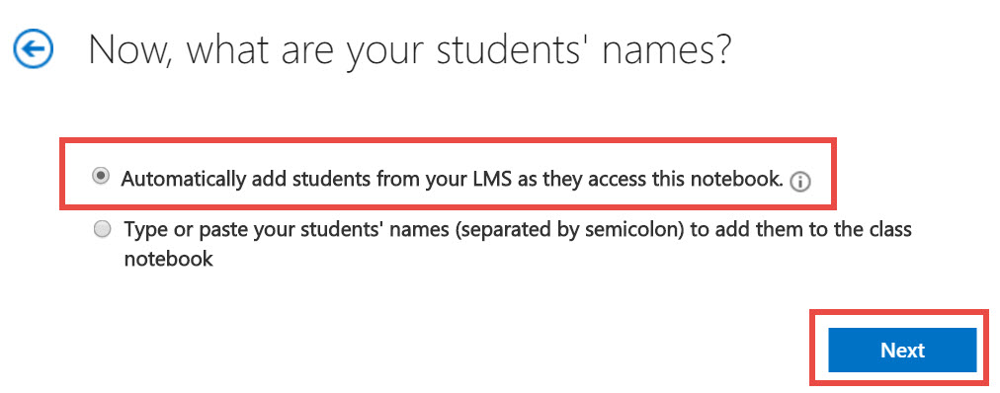 Now, what are your students' names?
Automatically add students from your LMS as they access this notebook.
Type or paste your students' names (separated by semicolon) to add them to the class
notebook
Next